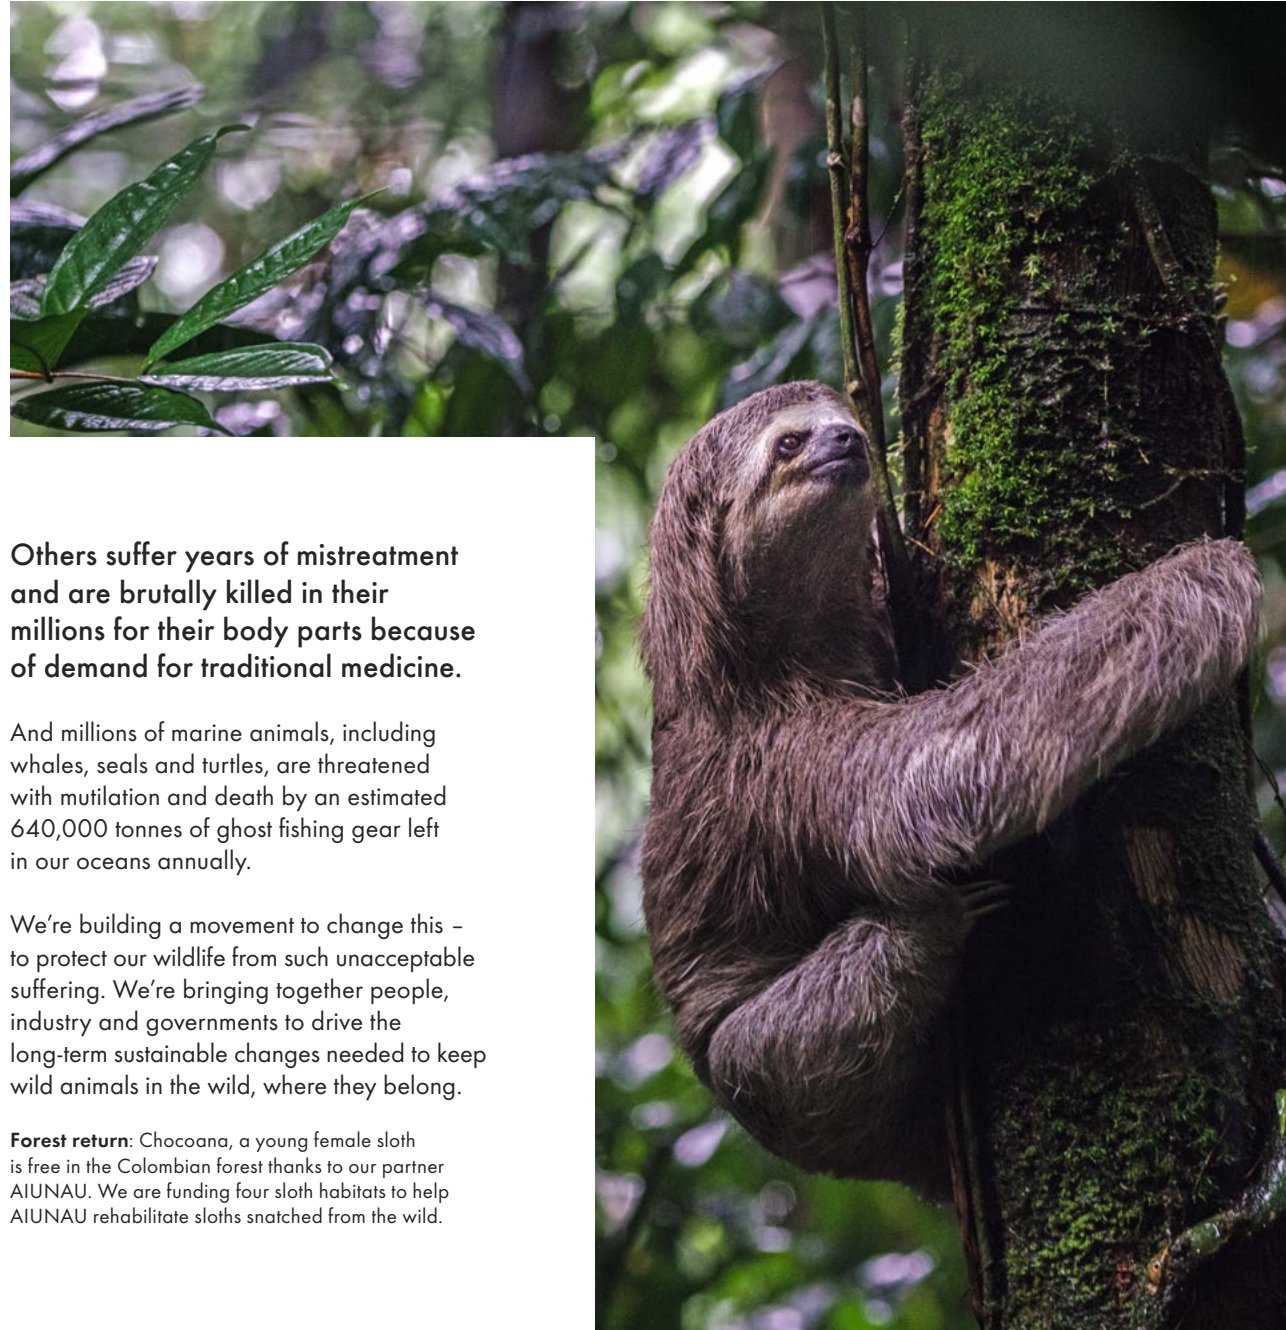 Others suffer years of mistreatment
and are brutally killed in their
millions for their body parts because
of demand for traditional medicine.
And millions of marine animals, including
whales, seals and turtles, are threatened
with mutilation and death by an estimated
640,000 tonnes of ghost fishing gear left
in our oceans annually.
We’re building a movement to change this –
to protect our wildlife from such unacceptable
suffering. We’re bringing together people,
industry and governments to drive the
long-term sustainable changes needed to keep
wild animals in the wild, where they belong.
Forest return: Chocoana, a young female sloth
is free in the Colombian forest thanks to our partner
AIUNAU. We are funding four sloth habitats to help
AIUNAU rehabilitate sloths snatched from the wild.